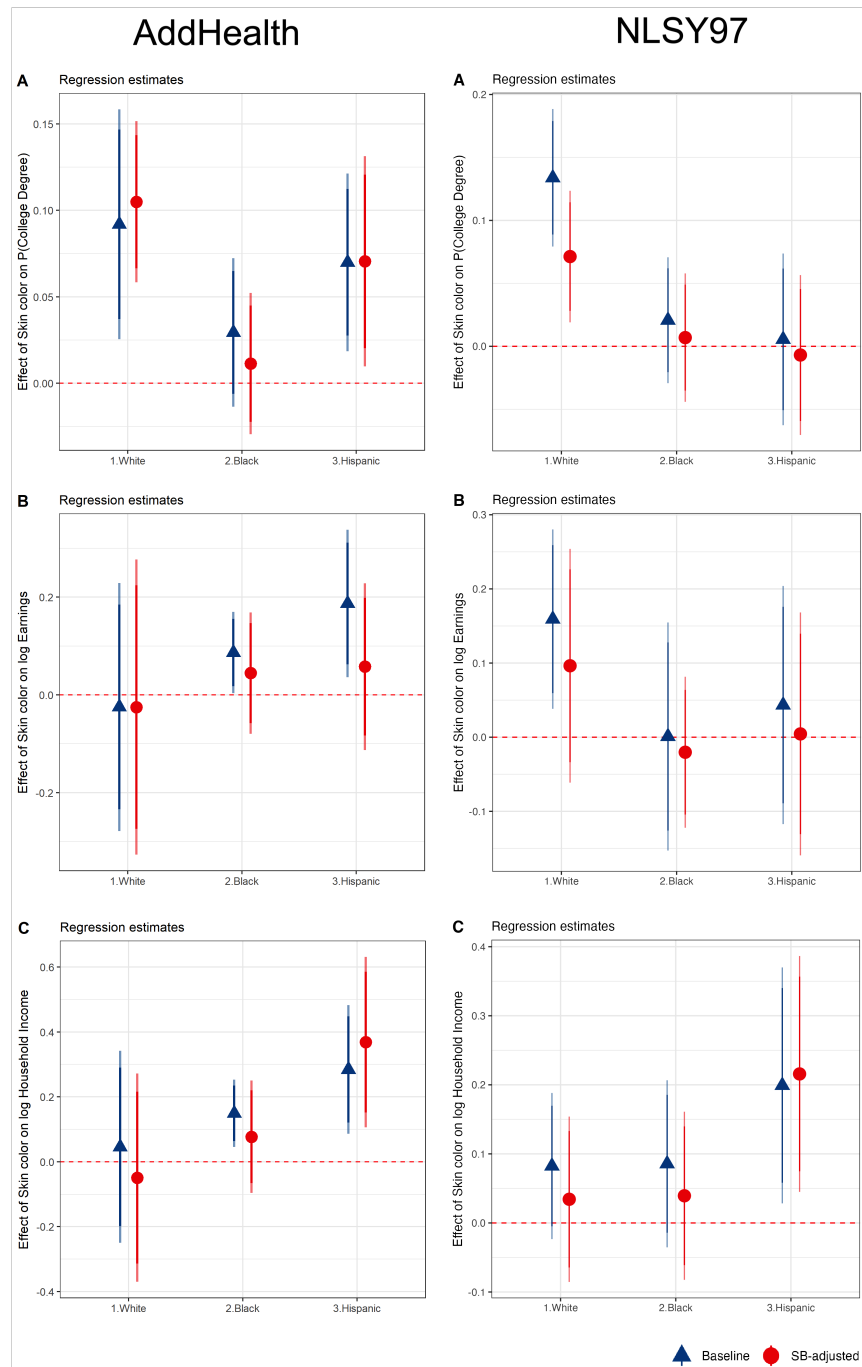 AddHealth
NLSY97
A Regression estimates
Effect of Skin color on P(College Degree)
0.15
0.10
0.05
0.00
1.White 2.Black 3.Hispanic
A Regression estimates
Effect of Skin color on P(College Degree)
0.2
0.1
0.0
1.White 2.Black 3.Hispanic
B Regression estimates
Effect of Skin color on log Earnings
0.2
0.0
-0.2
1.White 2.Black 3.Hispanic
B Regression estimates
Effect of Skin color on log Earnings
0.3
0.2
0.1
0.0
-0.1
1.White 2.Black 3.Hispanic
C Regression estimates
Effect of Skin color on log Household Income
0.6
0.4
0.2
0.0
-0.2
-0.4
1.White 2.Black 3.Hispanic
C Regression estimates
Effect of Skin color on log Household Income
0.4
0.3
0.2
0.1
0.0
-0.1
1.White 2.Black 3.Hispanic
Baseline SB-adjusted